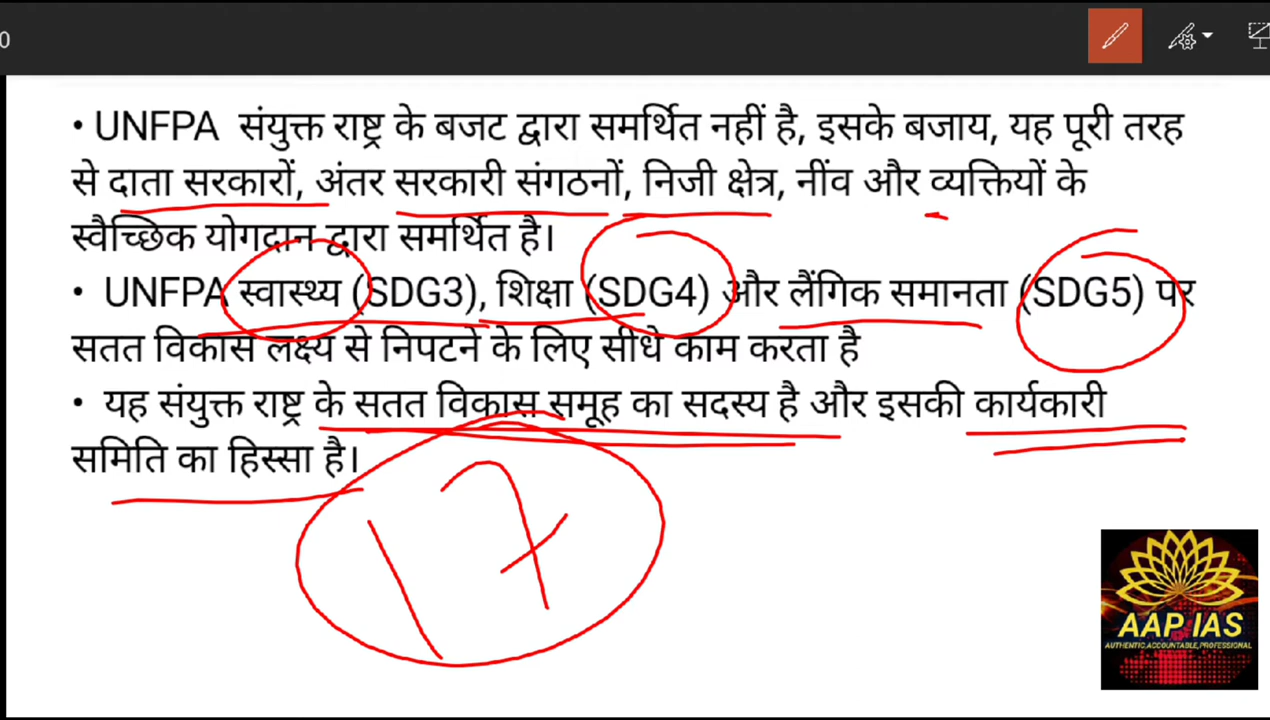 0
• UNFPA संयुक्त राष्ट्र के बजट द्वारा समर्थित नहीं है, इसके बजाय, यह पूरी तरह
से दाता सरकारों, अंतर सरकारी संगठनों, निजी क्षेत्र, नींव और व्यक्तियों के
स्वैच्छिक योगदान द्वारा समर्थित है।
• UNFPA स्वास्थ्य (SDG3), शिक्षा (SDG4) और लैंगिक समानता (SDG5) पर
सतत विकास लक्ष्य से निपटने के लिए सीधे काम करता है
• यह संयुक्त राष्ट्र के सतत विकास समूह का सदस्य है और इसकी कार्यकारी
समिति का हिस्सा है।
17
AAP IAS
AUTHENTIC,ACCOUNTABLE,PROFESSIONAL